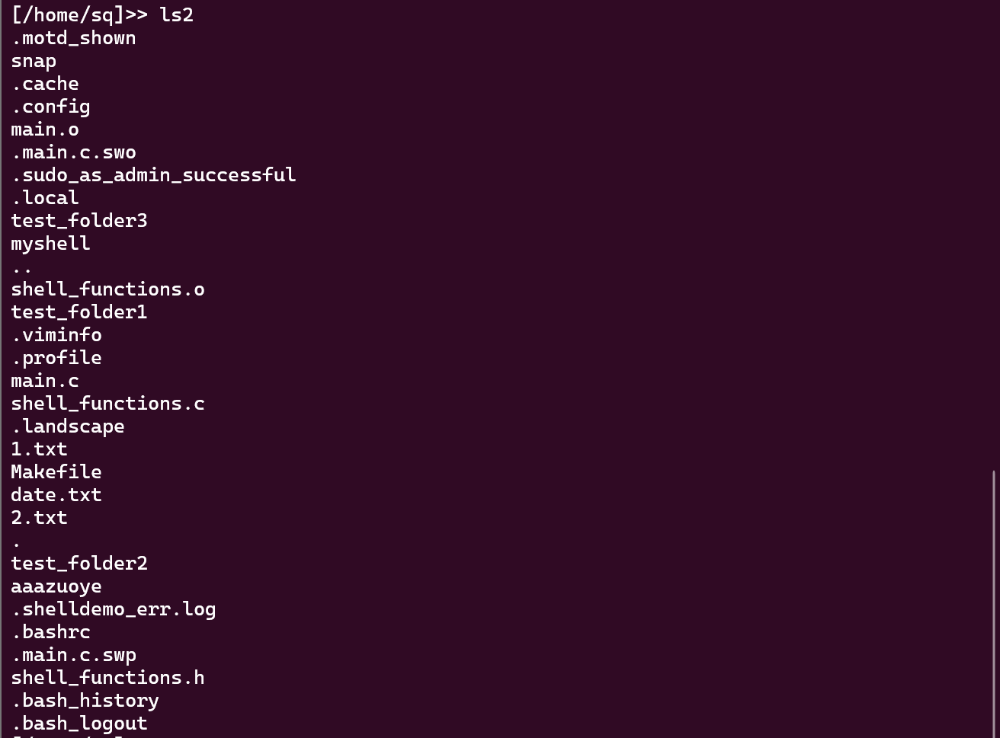 [/home/sq]>> ls2
.motd_shown
snap
.cache
.config
main.o
.main.c.swo
.sudo_as_admin_successful
.local
test_folder3
myshell
..
shell_functions.o
test_folder1
.viminfo
.profile
main.c
shell_functions.c
.landscape
1.txt
Makefile
date.txt
2.txt
.
test_folder2
aaazuoye
.shelldemo_err.log
.bashrc
.main.c.swp
shell_functions.h
.bash_history
.bash_logout